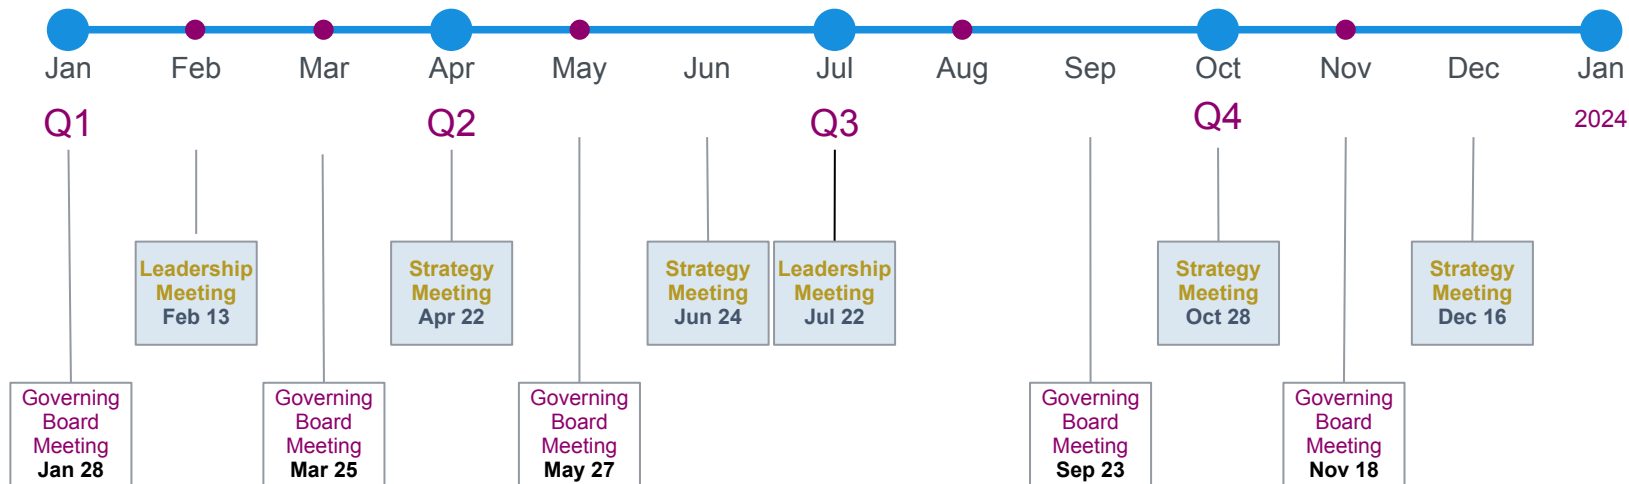 Jan Feb Mar Apr May Jun Jul Aug Sep Oct Nov Dec Jan
Q1 Q2 Q3 Q4 2024
Leadership
Meeting
Feb 13
Strategy
Meeting
Apr 22
Strategy
Meeting
Jun 24
Leadership
Meeting
Jul 22
Strategy
Meeting
Oct 28
Strategy
Meeting
Dec 16
Governing
Board
Meeting
Jan 28
Governing
Board
Meeting
Mar 25
Governing
Board
Meeting
May 27
Governing
Board
Meeting
Sep 23
Governing
Board
Meeting
Nov 18